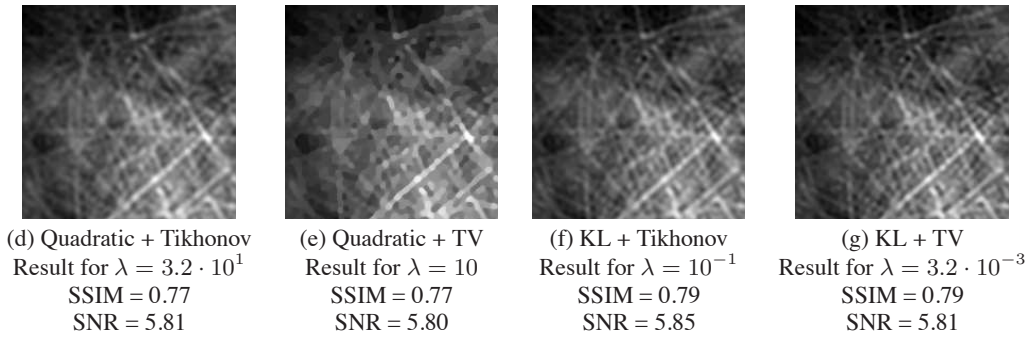 (d) Quadratic + Tikhonov
Result for λ = 3.2 · 10¹
SSIM = 0.77
SNR = 5.81
(e) Quadratic + TV
Result for λ = 10
SSIM = 0.77
SNR = 5.80
(f) KL + Tikhonov
Result for λ = 10⁻¹
SSIM = 0.79
SNR = 5.85
(g) KL + TV
Result for λ = 3.2 · 10⁻³
SSIM = 0.79
SNR = 5.81